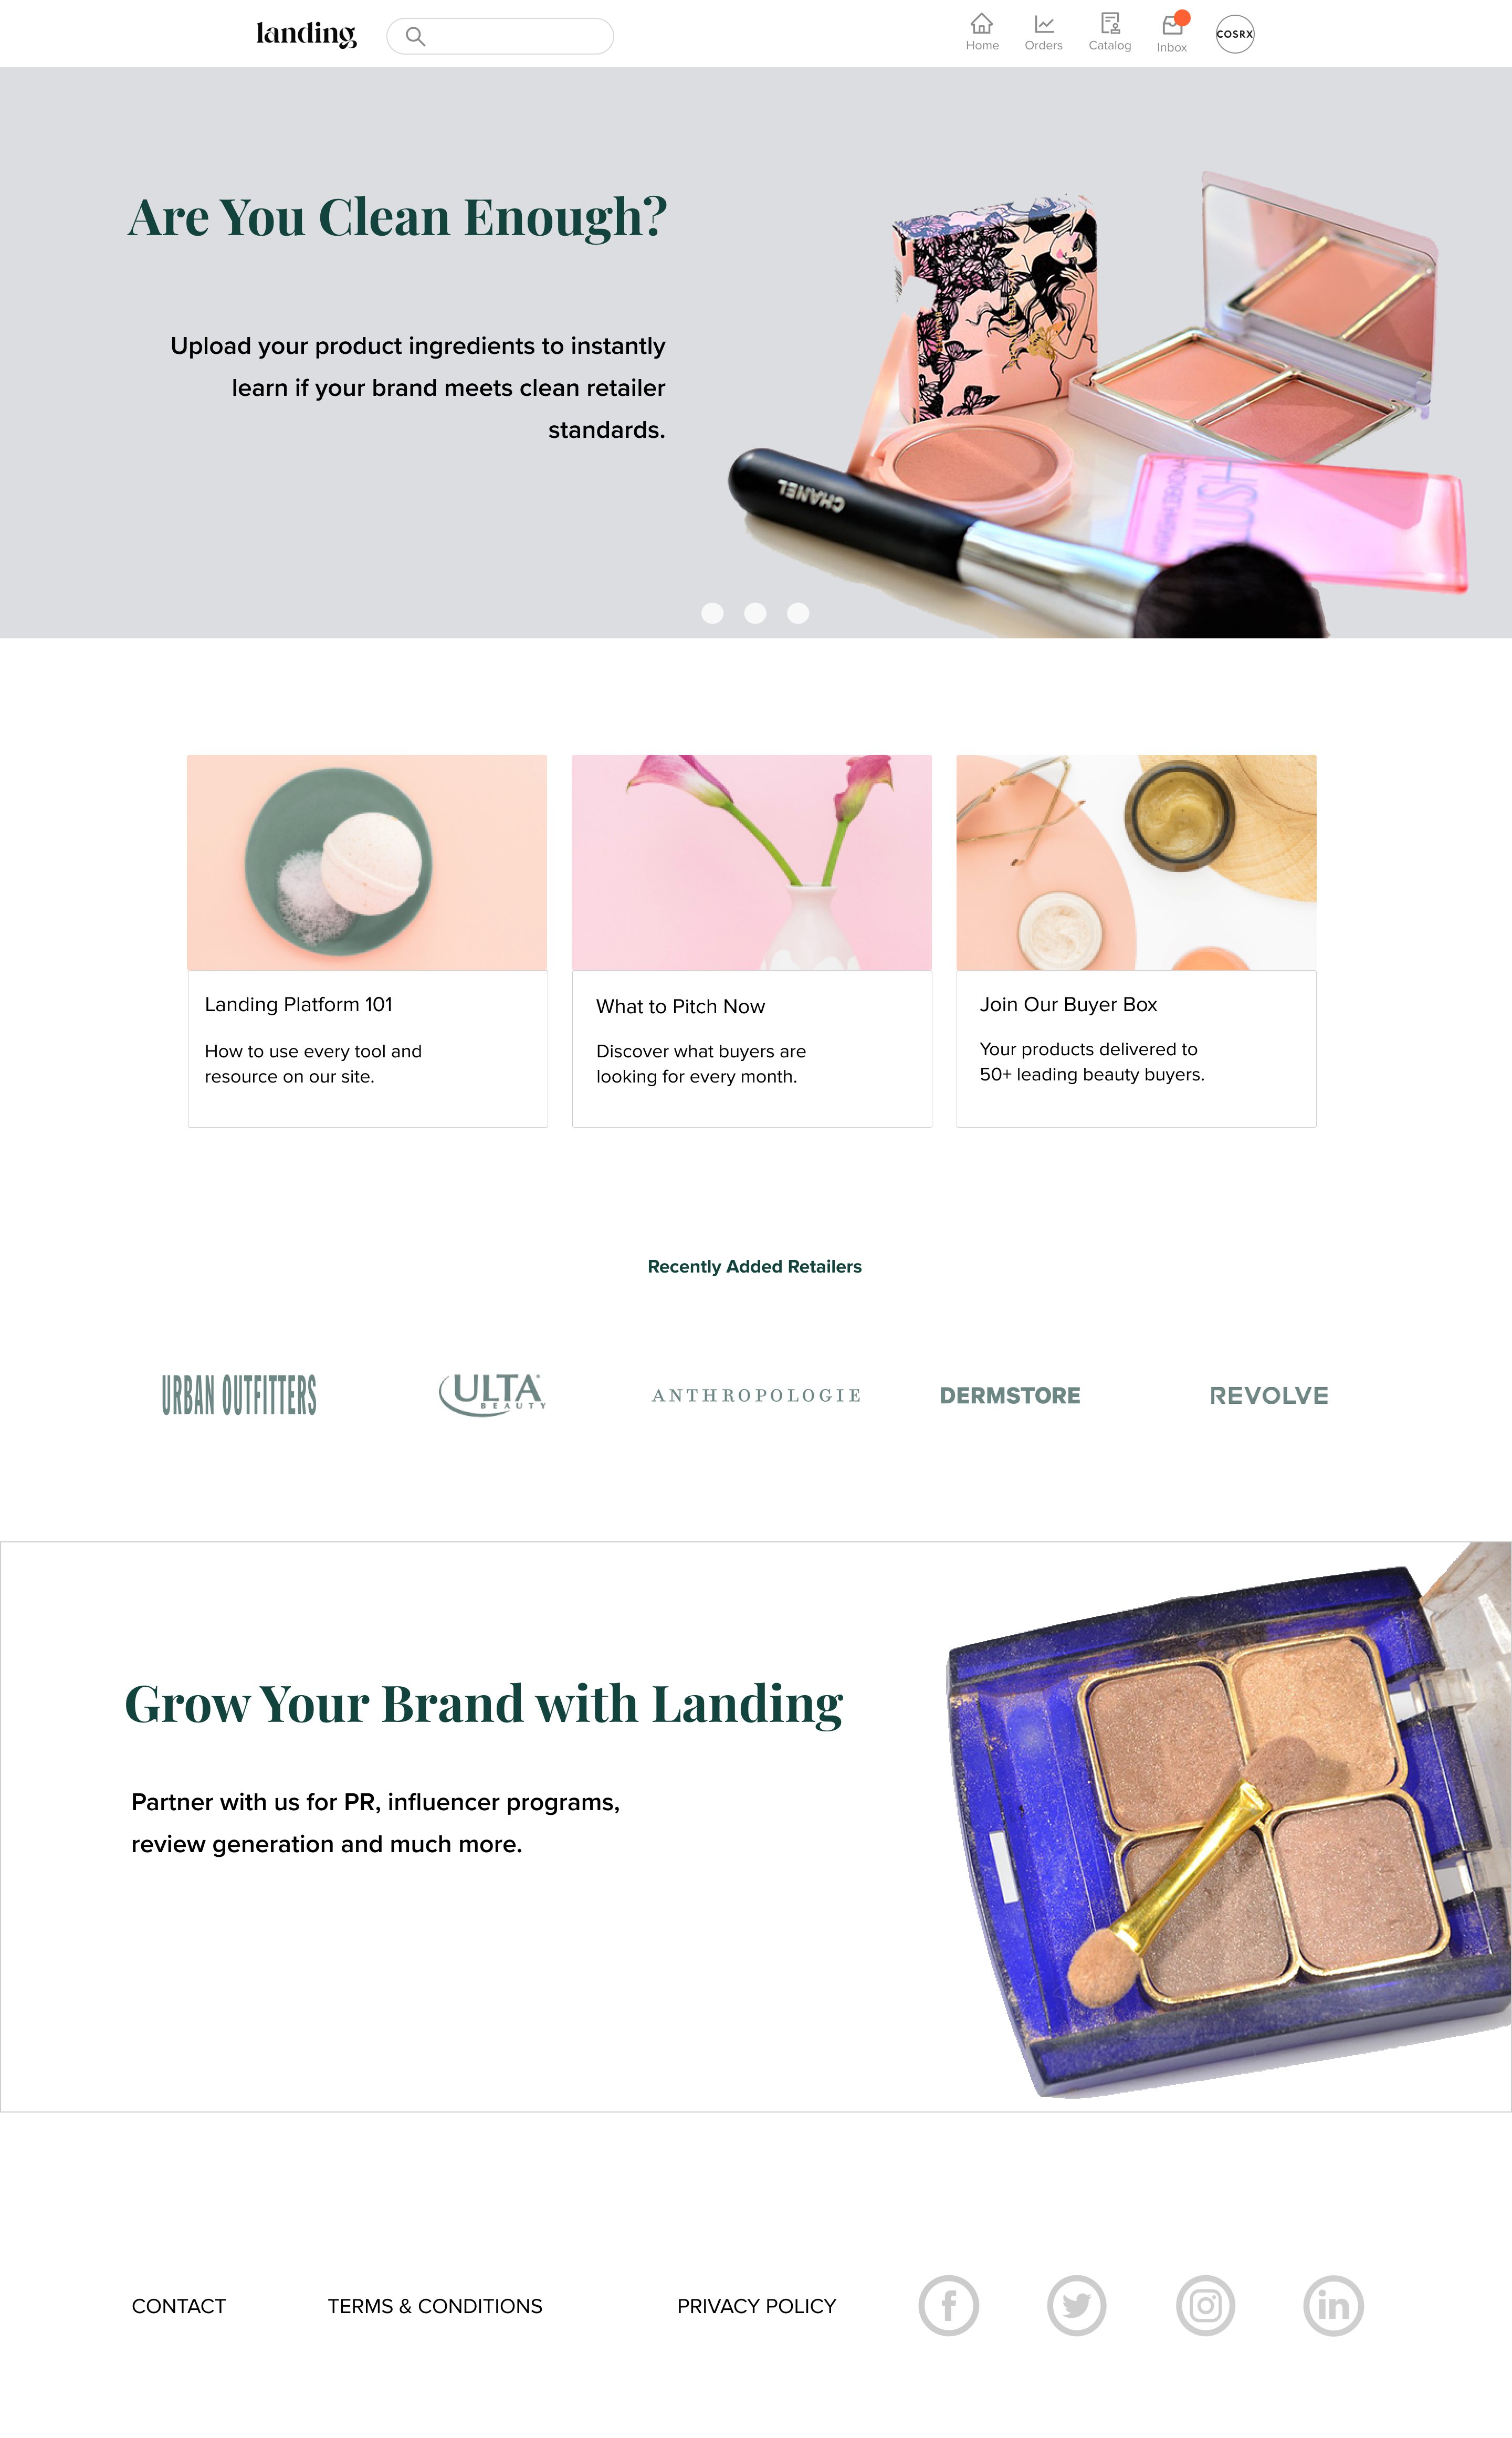 landing
Home
Orders
Catalog
Inbox
COSRX
Are You Clean Enough?
Upload your product ingredients to instantly
learn if your brand meets clean retailer
standards.
CHANEL
Landing Platform 101
How to use every tool and
resource on our site.
What to Pitch Now
Discover what buyers are
looking for every month.
Join Our Buyer Box
Your products delivered to
50+ leading beauty buyers.
Recently Added Retailers
URBAN OUTFITTERS
ULTA
BEAUTY
ANTHROPOLOGIE
DERMSTORE
REVOLVE
Grow Your Brand with Landing
Partner with us for PR, influencer programs,
review generation and much more.
CONTACT
TERMS & CONDITIONS
PRIVACY POLICY